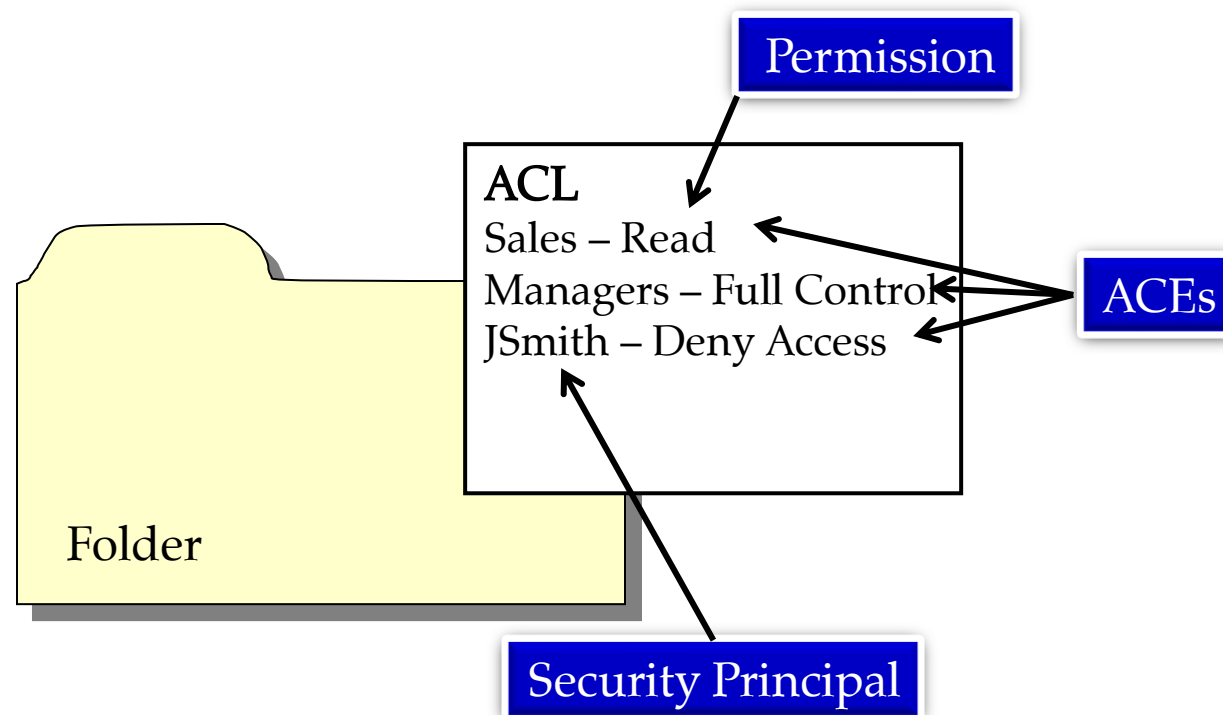 Permission
ACL
Sales – Read
Managers – Full Control
JSmith – Deny Access
ACEs
Folder
Security Principal